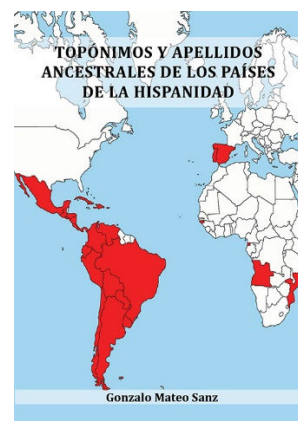 TOPÓNIMOS Y APELLIDOS
ANCESTRALES DE LOS PAÍSES
DE LA HISPANIDAD
Gonzalo Mateo Sanz